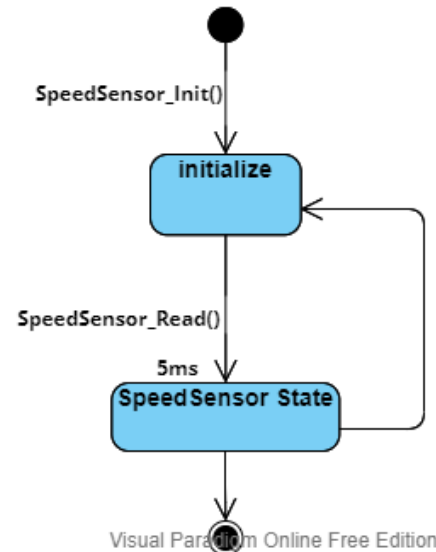 SpeedSensor_Init()
initialize
SpeedSensor_Read()
5ms
SpeedSensor State
Visual Paradigm Online Free Edition